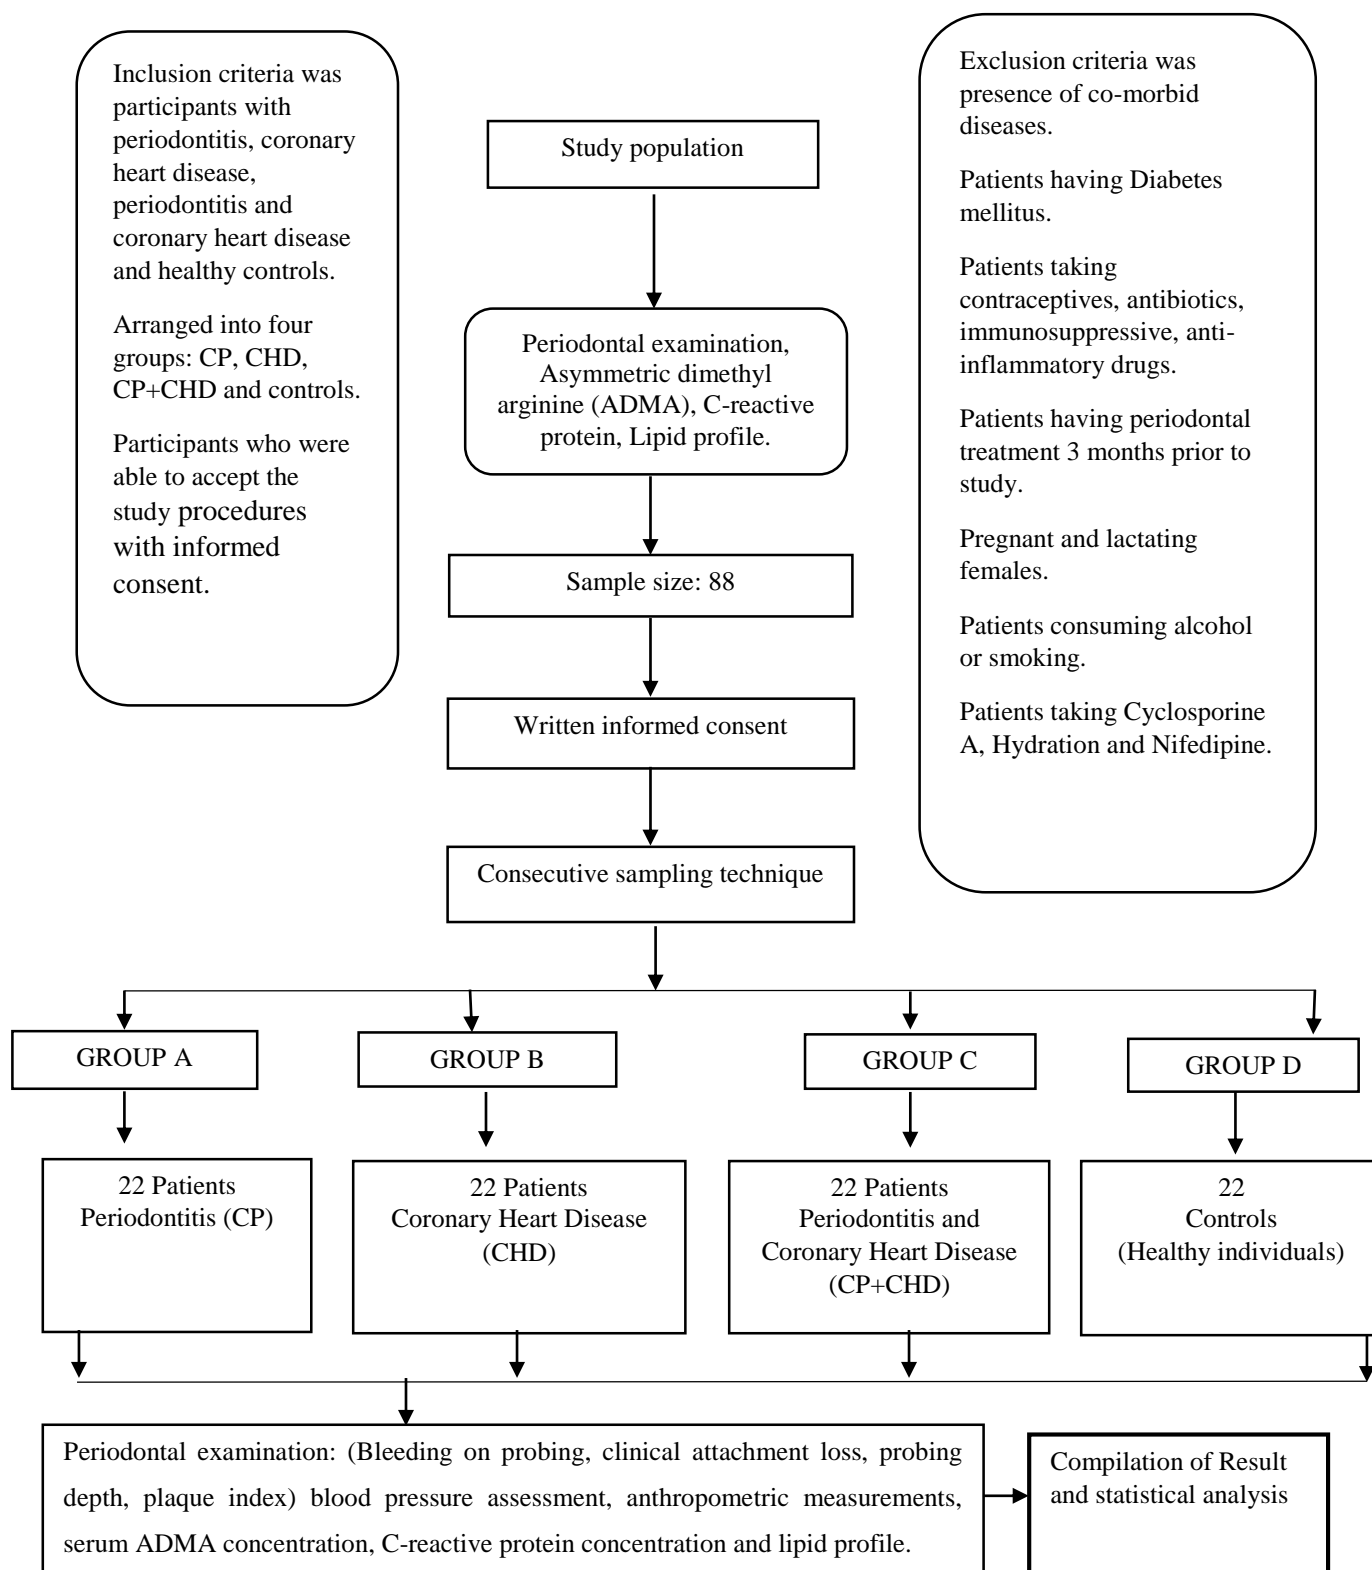 Inclusion criteria was
participants with
periodontitis, coronary
heart disease,
periodontitis and
coronary heart disease
and healthy controls.
Arranged into four
groups: CP, CHD,
CP+CHD and controls.
Participants who were
able to accept the
study procedures
with informed
consent.
Study population
Periodontal examination,
Asymmetric dimethyl
arginine (ADMA), C-reactive
protein, Lipid profile.
Sample size: 88
Written informed consent
Consecutive sampling technique
Exclusion criteria was
presence of co-morbid
diseases.
Patients having Diabetes
mellitus.
Patients taking
contraceptives, antibiotics,
immunosuppressive, anti-
inflammatory drugs.
Patients having periodontal
treatment 3 months prior to
study.
Pregnant and lactating
females.
Patients consuming alcohol
or smoking.
Patients taking Cyclosporine
A, Hydration and Nifedipine.
GROUP A
GROUP B
GROUP C
GROUP D
22 Patients
Periodontitis (CP)
22 Patients
Coronary Heart Disease
(CHD)
22 Patients
Periodontitis and
Coronary Heart Disease
(CP+CHD)
22
Controls
(Healthy individuals)
Periodontal examination: (Bleeding on probing, clinical attachment loss, probing
depth, plaque index) blood pressure assessment, anthropometric measurements,
serum ADMA concentration, C-reactive protein concentration and lipid profile.
Compilation of Result
and statistical analysis